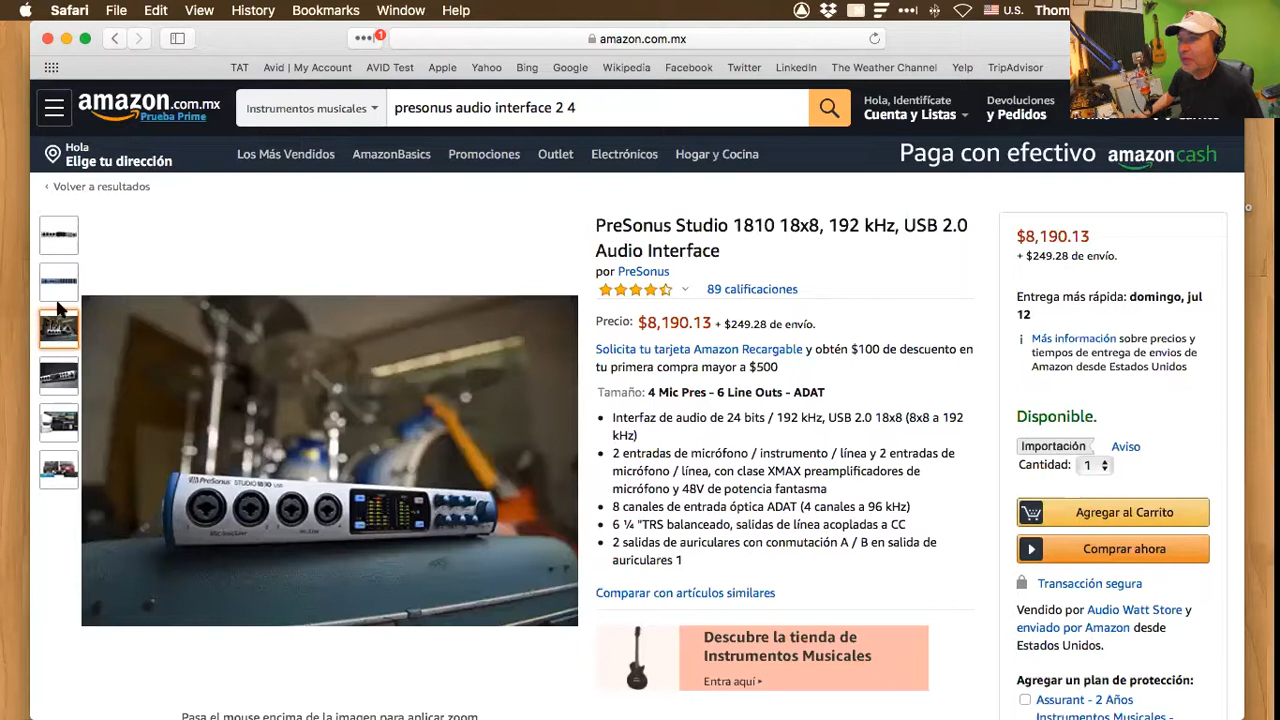 Safari File Edit View History Bookmarks Window Help U.S. Thom
1
amazon.com.mx
TAT Avid | My Account AVID Test Apple Yahoo Bing Google Wikipedia Facebook Twitter LinkedIn The Weather Channel Yelp TripAdvisor
amazon.com.mx
Prueba Prime
Instrumentos musicales
presonus audio interface 2 4
Hola, Identifícate
Cuenta y Listas
Devoluciones
y Pedidos
Hola
Elige tu dirección
Los Más Vendidos AmazonBasics Promociones Outlet Electrónicos Hogar y Cocina
Paga con efectivo amazoncash
‹ Volver a resultados
PreSonus STUDIO 1810 USB
PreSonus Studio 1810 18x8, 192 kHz, USB 2.0
Audio Interface
por PreSonus
89 calificaciones
Precio: $8,190.13 + $249.28 de envío.
Solicita tu tarjeta Amazon Recargable y obtén $100 de descuento en
tu primera compra mayor a $500
Tamaño: 4 Mic Pres - 6 Line Outs - ADAT
• Interfaz de audio de 24 bits / 192 kHz, USB 2.0 18x8 (8x8 a 192
kHz)
• 2 entradas de micrófono / instrumento / línea y 2 entradas de
micrófono / línea, con clase XMAX preamplificadores de
micrófono y 48V de potencia fantasma
• 8 canales de entrada óptica ADAT (4 canales a 96 kHz)
• 6 ¼ "TRS balanceado, salidas de línea acopladas a CC
• 2 salidas de auriculares con conmutación A / B en salida de
auriculares 1
Comparar con artículos similares
Descubre la tienda de
Instrumentos Musicales
Entra aquí ▸
Pasa el mouse encima de la imagen para aplicar zoom
$8,190.13
+ $249.28 de envío.
Entrega más rápida: domingo, jul
12
Más información sobre precios y
tiempos de entrega de envios de
Amazon desde Estados Unidos
Disponible.
Importación Aviso
Cantidad: 1
Agregar al Carrito
Comprar ahora
Transacción segura
Vendido por Audio Watt Store y
enviado por Amazon desde
Estados Unidos.
Agregar un plan de protección:
Assurant - 2 Años
Instrumentos Musicales -